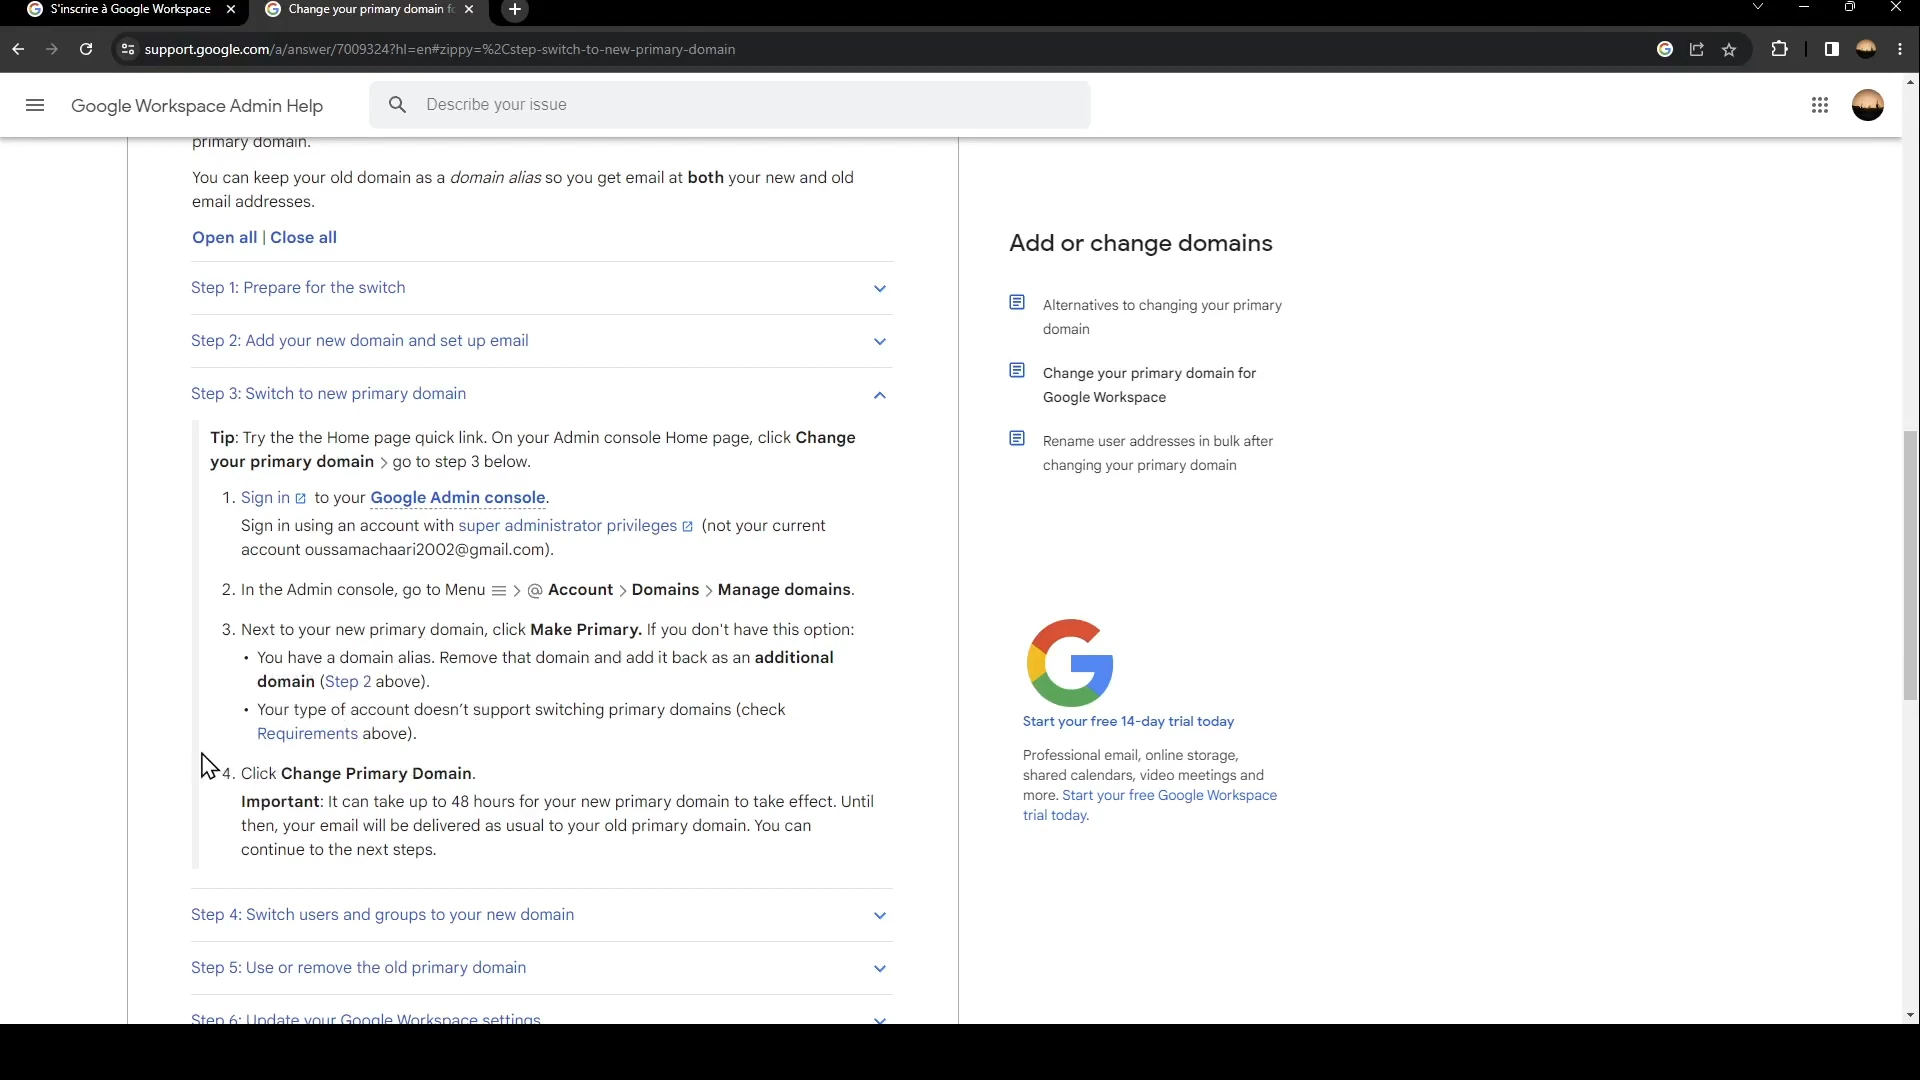 S'inscrire à Google Workspace
Change your primary domain f
support.google.com/a/answer/7009324?hl=en#zippy=%2Cstep-switch-to-new-primary-domain
Google Workspace Admin Help
Describe your issue
primary domain.
You can keep your old domain as a domain alias so you get email at both your new and old
email addresses.
Open all | Close all
Step 1: Prepare for the switch
Step 2: Add your new domain and set up email
Step 3: Switch to new primary domain
Tip: Try the the Home page quick link. On your Admin console Home page, click Change
your primary domain > go to step 3 below.
1. Sign in to your Google Admin console.
Sign in using an account with super administrator privileges (not your current
account oussamachaari2002@gmail.com).
2. In the Admin console, go to Menu > Account > Domains > Manage domains.
3. Next to your new primary domain, click Make Primary. If you don't have this option:
• You have a domain alias. Remove that domain and add it back as an additional
domain (Step 2 above).
• Your type of account doesn't support switching primary domains (check
Requirements above).
4. Click Change Primary Domain.
Important: It can take up to 48 hours for your new primary domain to take effect. Until
then, your email will be delivered as usual to your old primary domain. You can
continue to the next steps.
Step 4: Switch users and groups to your new domain
Step 5: Use or remove the old primary domain
Step 6: Update your Google Workspace settings
Add or change domains
Alternatives to changing your primary
domain
Change your primary domain for
Google Workspace
Rename user addresses in bulk after
changing your primary domain
Start your free 14-day trial today
Professional email, online storage,
shared calendars, video meetings and
more. Start your free Google Workspace
trial today.